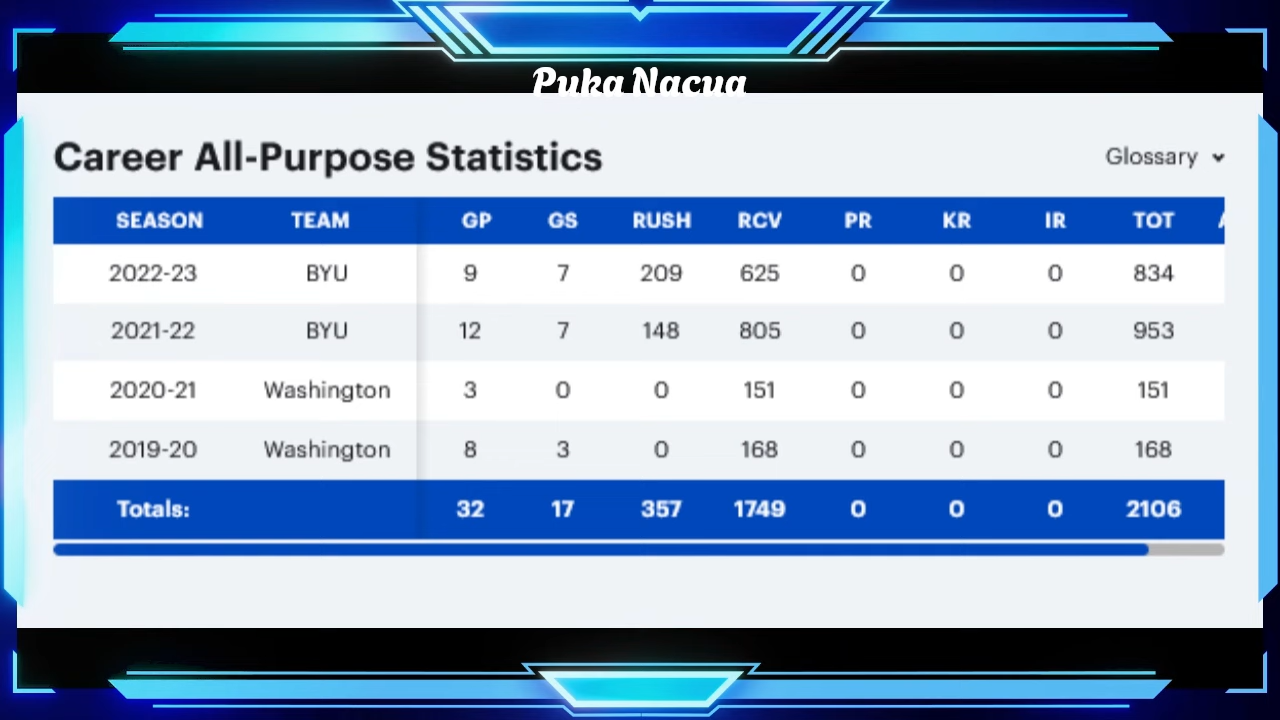 Puka Nacua
Career All-Purpose Statistics
Glossary
SEASON TEAM GP GS RUSH RCV PR KR IR TOT
2022-23 BYU 9 7 209 625 0 0 0 834
2021-22 BYU 12 7 148 805 0 0 0 953
2020-21 Washington 3 0 0 151 0 0 0 151
2019-20 Washington 8 3 0 168 0 0 0 168
Totals: 32 17 357 1749 0 0 0 2106